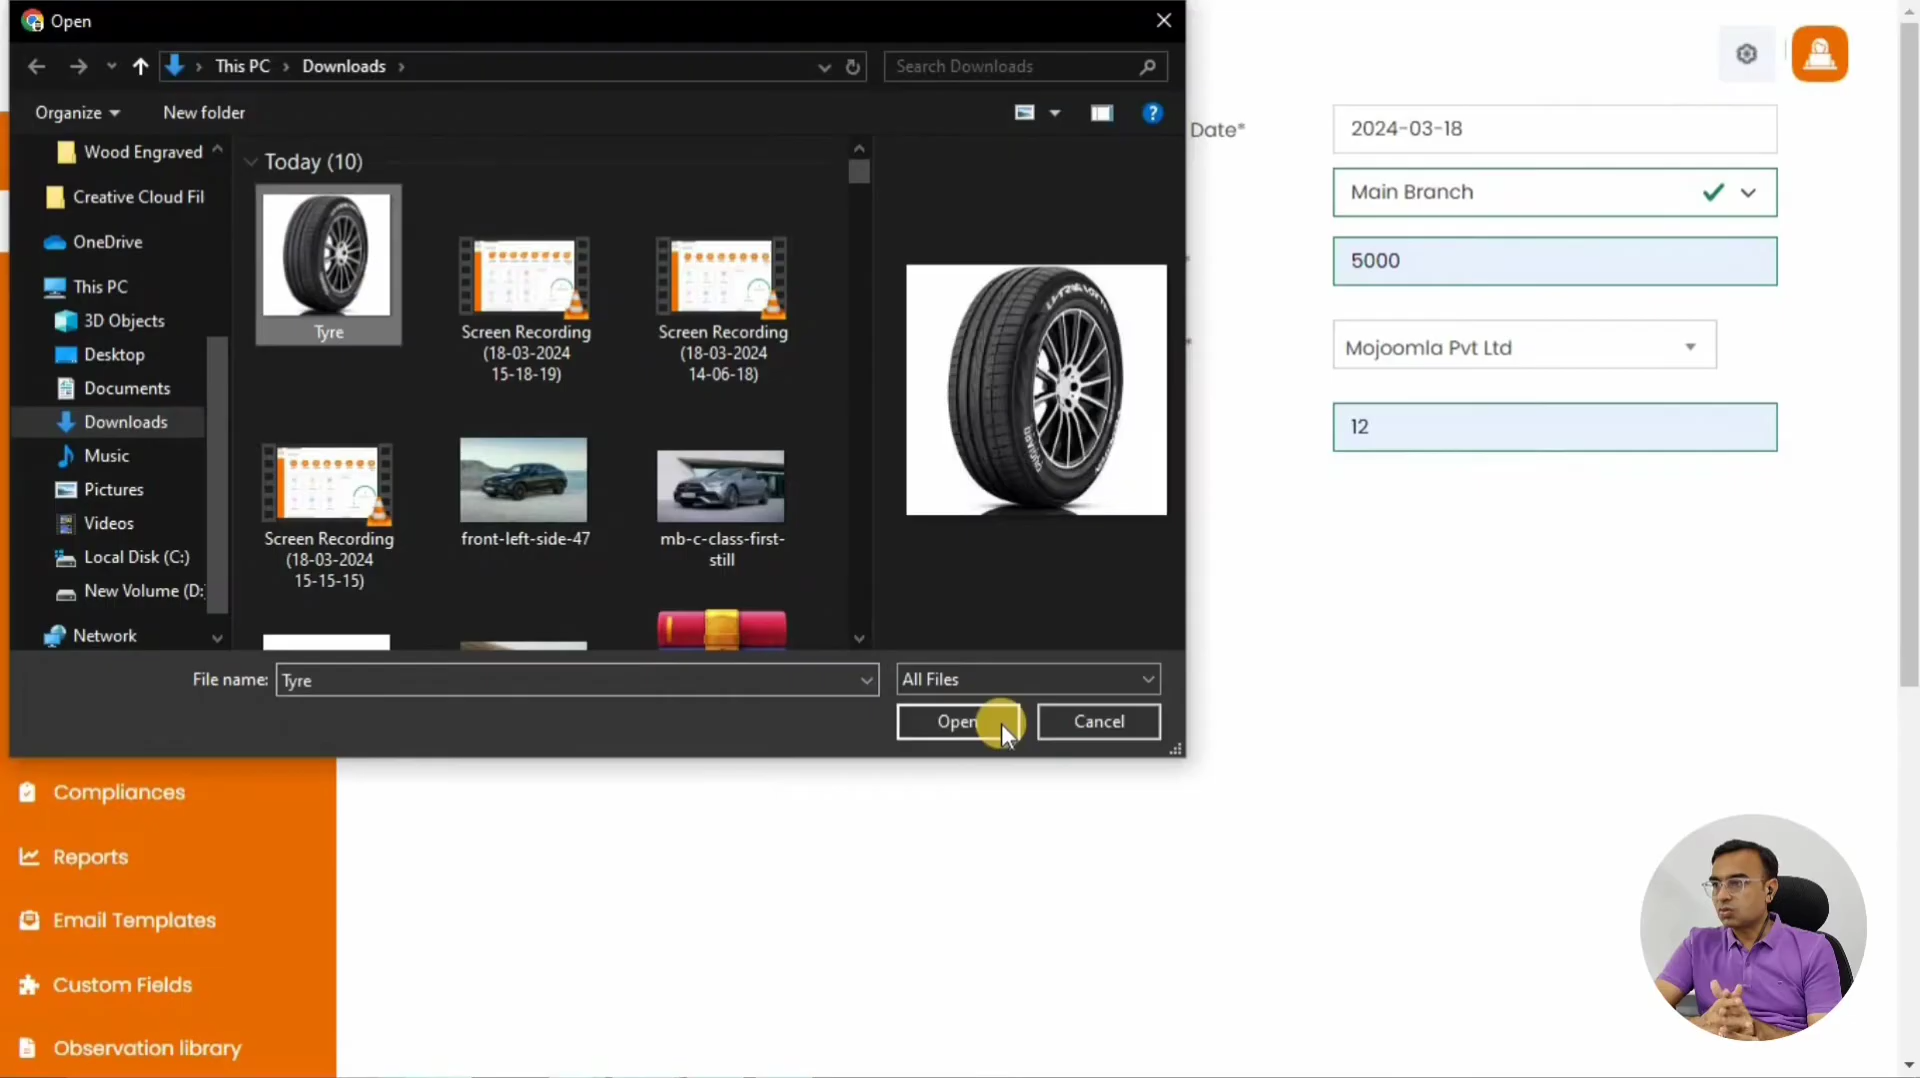 Open
This PC
Downloads
Search Downloads
Organize
New folder
?
Wood Engraved
Creative Cloud Fil
OneDrive
This PC
3D Objects
Desktop
Documents
Downloads
Music
Pictures
Videos
Local Disk (C:)
New Volume (D:
Network
Today (10)
Tyre
Screen Recording
(18-03-2024
15-18-19)
Screen Recording
(18-03-2024
14-06-18)
Screen Recording
(18-03-2024
15-15-15)
front-left-side-47
mb-c-class-first-
still
File name:
Tyre
All Files
Open
Cancel
Date*
2024-03-18
Main Branch
*
5000
*
Mojoomla Pvt Ltd
12
Compliances
Reports
Email Templates
Custom Fields
Observation library